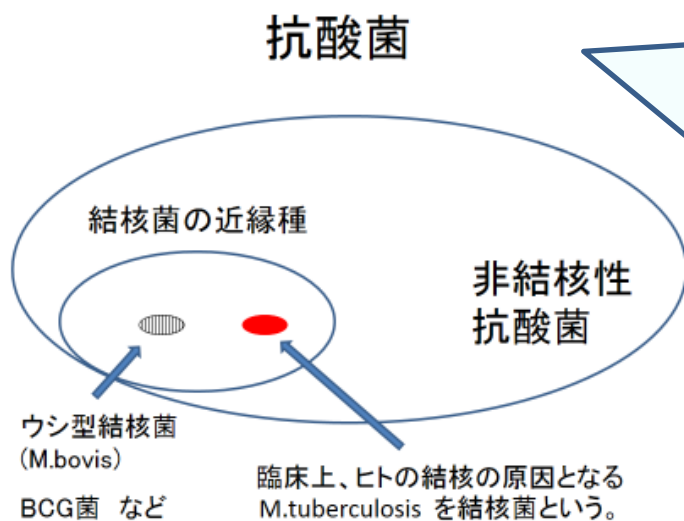 抗酸菌
結核菌の近縁種
非結核性
抗酸菌
ウシ型結核菌
(M.bovis)
BCG菌 など
臨床上、ヒトの結核の原因となる
M.tuberculosis を結核菌という。